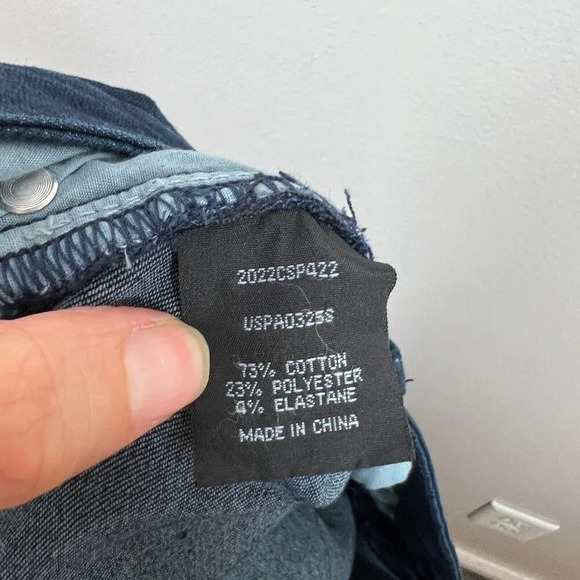 2022CSP422
USPA0325S
73% COTTON
23% POLYESTER
4% ELASTANE
MADE IN CHINA